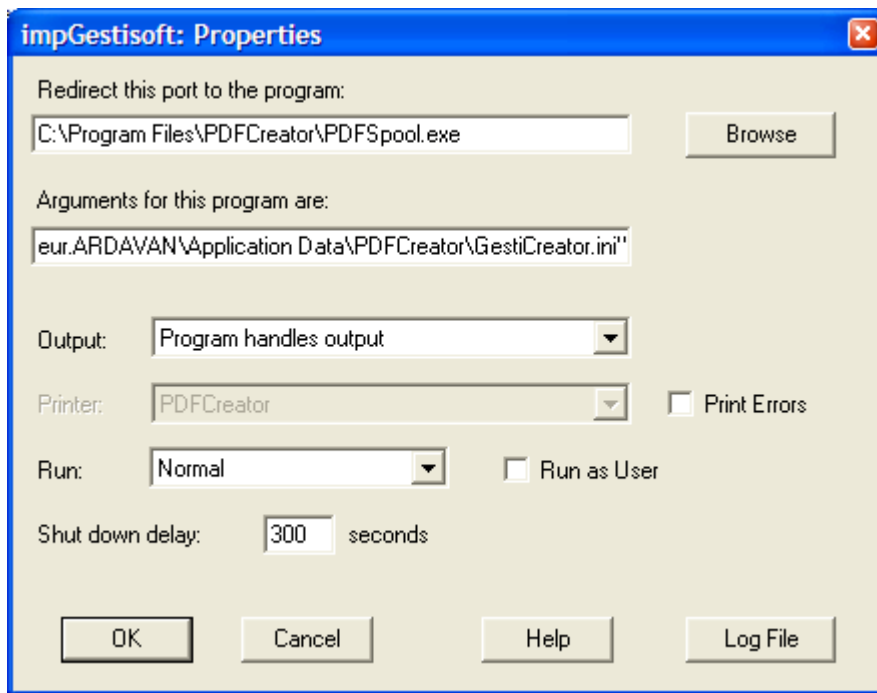 impGestisoft: Properties
Redirect this port to the program:
C:\Program Files\PDFCreator\PDFSpool.exe
Browse
Arguments for this program are:
eur.ARDAVAN\Application Data\PDFCreator\GestiCreator.ini"
Output:
Program handles output
Printer:
PDFCreator
Print Errors
Run:
Normal
Run as User
Shut down delay:
300
seconds
OK
Cancel
Help
Log File